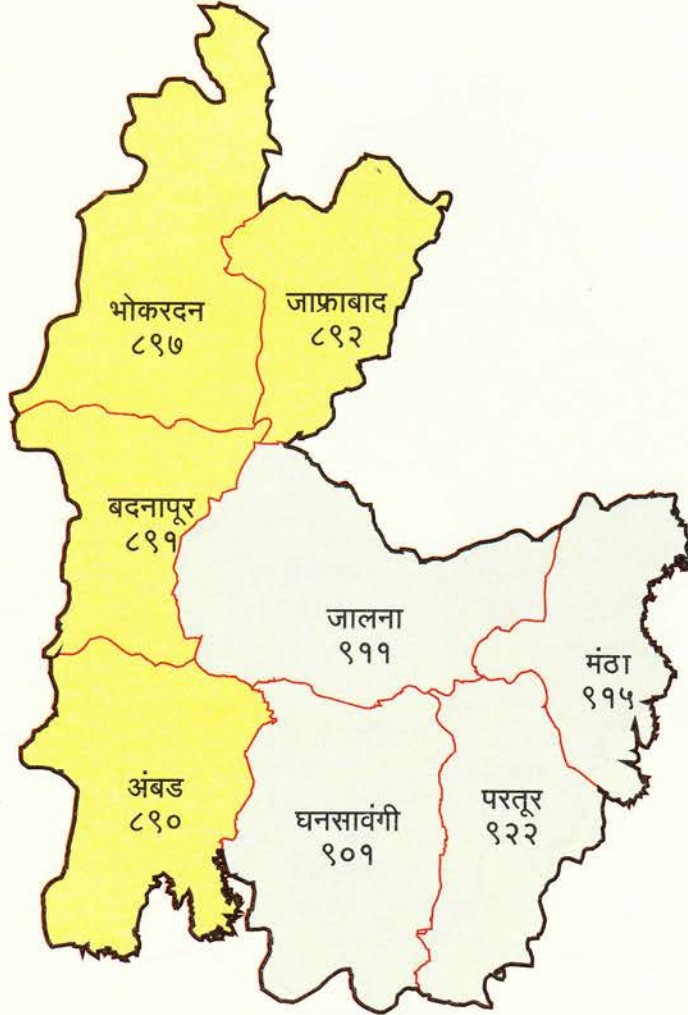 भोकरदन
८९७
जाफ्राबाद
८९२
बदनापूर
८९१
जालना
९११
मंठा
९१५
अंबड
८९०
घनसावंगी
९०१
परतूर
९२२